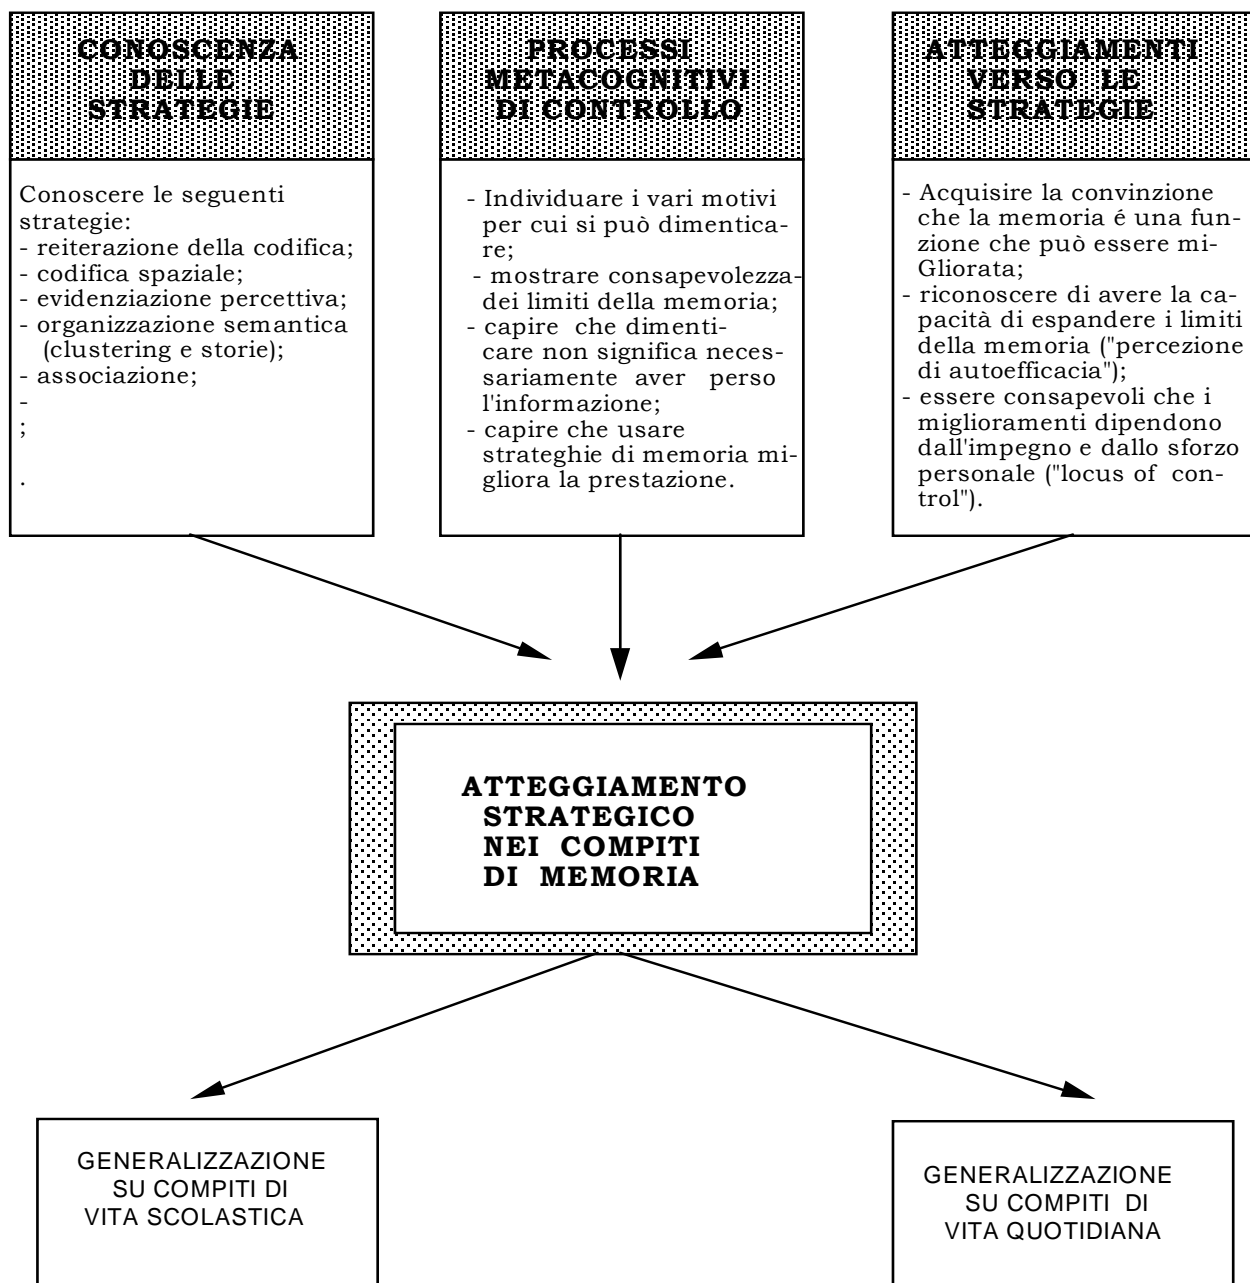 CONOSCENZA
DELLE
STRATEGIE
Conoscere le seguenti
strategie:
- reiterazione della codifica;
- codifica spaziale;
- evidenziazione percettiva;
- organizzazione semantica
(clustering e storie);
- associazione;
-
;
.
PROCESSI
METACOGNITIVI
DI CONTROLLO
- Individuare i vari motivi
per cui si può dimentica-
re;
- mostrare consapevolezza-
dei limiti della memoria;
- capire che dimenti-
care non significa neces-
sariamente aver perso
l'informazione;
- capire che usare
strateghie di memoria mi-
gliora la prestazione.
ATTEGGIAMENTI
VERSO LE
STRATEGIE
- Acquisire la convinzione
che la memoria é una fun-
zione che può essere mi-
Gliorata;
- riconoscere di avere la ca-
pacità di espandere i limiti
della memoria ("percezione
di autoefficacia");
- essere consapevoli che i
miglioramenti dipendono
dall'impegno e dallo sforzo
personale ("locus of con-
trol").
ATTEGGIAMENTO
STRATEGICO
NEI COMPITI
DI MEMORIA
GENERALIZZAZIONE
SU COMPITI DI
VITA SCOLASTICA
GENERALIZZAZIONE
SU COMPITI DI
VITA QUOTIDIANA